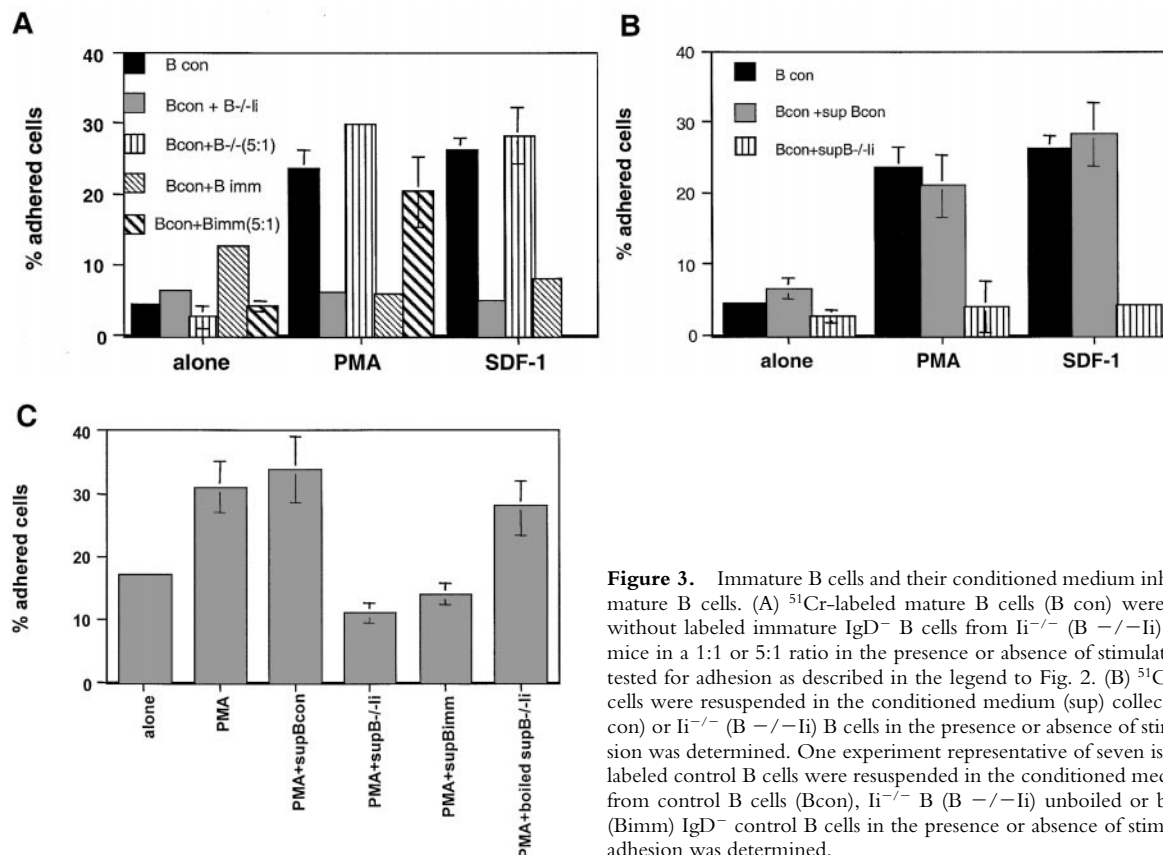 A
% adhered cells
40
30
20
10
0
B con
Bcon + B-/-Ii
Bcon+B-/-(5:1)
Bcon+B imm
Bcon+Bimm(5:1)
alone
PMA
SDF-1
B
% adhered cells
40
30
20
10
0
B con
Bcon +sup Bcon
Bcon+supB-/-Ii
alone
PMA
SDF-1
C
% adhered cells
40
30
20
10
0
alone
PMA
PMA+supBcon
PMA+supB-/-Ii
PMA+supBimm
PMA+boiled supB-/-Ii
Figure 3. Immature B cells and their conditioned medium inh
mature B cells. (A) ⁵¹Cr-labeled mature B cells (B con) were
without labeled immature IgD⁻ B cells from Ii⁻/⁻ (B −/−Ii)
mice in a 1:1 or 5:1 ratio in the presence or absence of stimulat
tested for adhesion as described in the legend to Fig. 2. (B) ⁵¹C
cells were resuspended in the conditioned medium (sup) collec
con) or Ii⁻/⁻ (B −/−Ii) B cells in the presence or absence of stim
sion was determined. One experiment representative of seven is
labeled control B cells were resuspended in the conditioned med
from control B cells (Bcon), Ii⁻/⁻ B (B −/−Ii) unboiled or b
(Bimm) IgD⁻ control B cells in the presence or absence of stim
adhesion was determined.